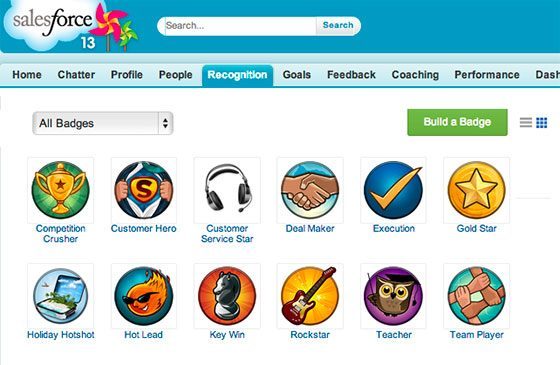 salesforce
13
Search... Search
Home Chatter Profile People Recognition Goals Feedback Coaching Performance Dash
All Badges
Build a Badge
S
Competition Crusher
Customer Hero
Customer Service Star
Deal Maker
Execution
Gold Star
Holiday Hotshot
Hot Lead
Key Win
Rockstar
Teacher
Team Player